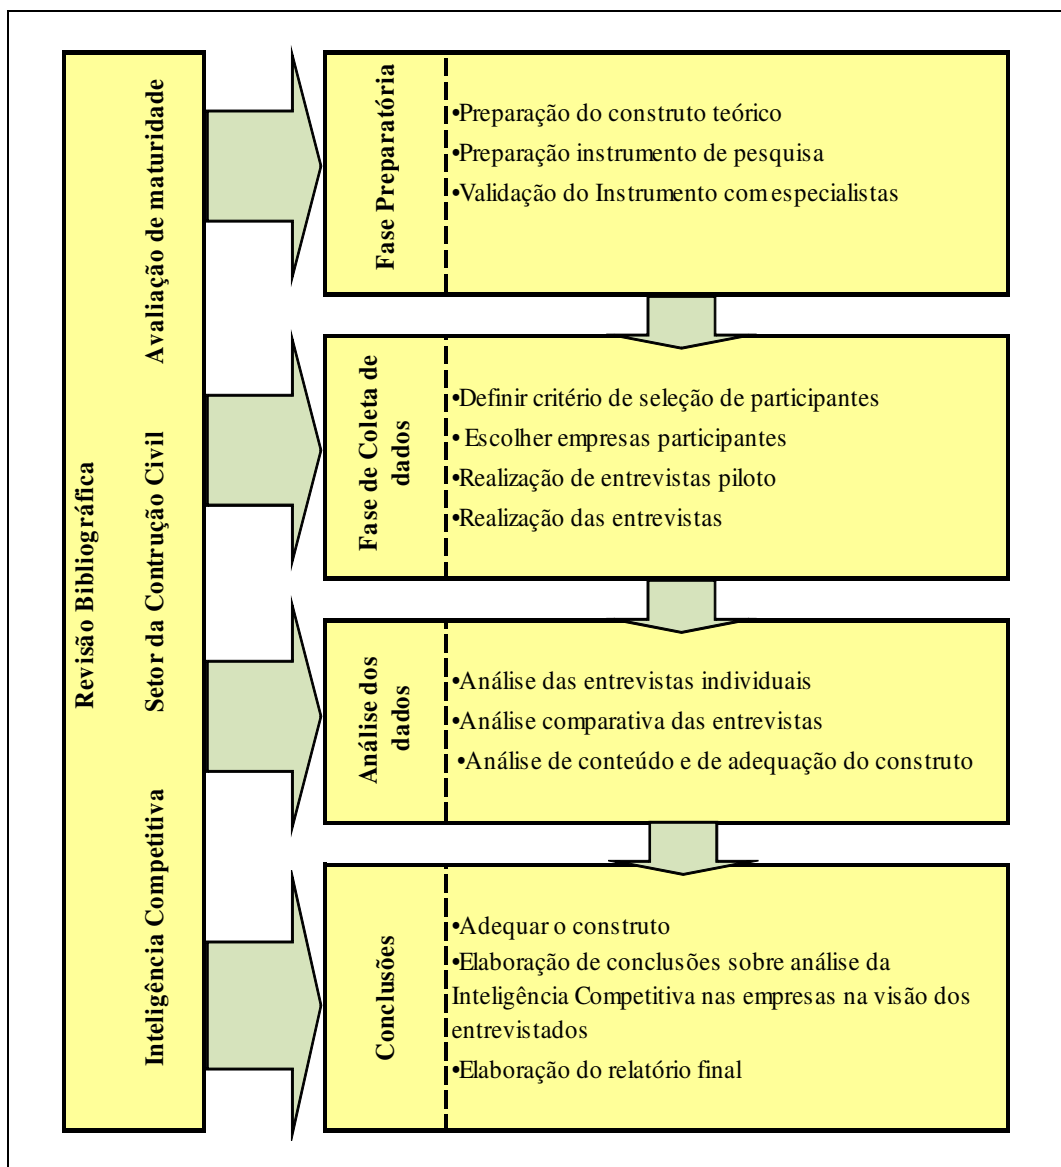 Revisão Bibliográfica
Inteligência Competitiva
Setor da Contrução Civil
Avaliação de maturidade
Fase Preparatória
•Preparação do construto teórico
•Preparação instrumento de pesquisa
•Validação do Instrumento com especialistas
Fase de Coleta de
dados
•Definir critério de seleção de participantes
• Escolher empresas participantes
•Realização de entrevistas piloto
•Realização das entrevistas
Análise dos
dados
•Análise das entrevistas individuais
•Análise comparativa das entrevistas
•Análise de conteúdo e de adequação do construto
Conclusões
•Adequar o construto
•Elaboração de conclusões sobre análise da
Inteligência Competitiva nas empresas na visão dos
entrevistados
•Elaboração do relatório final